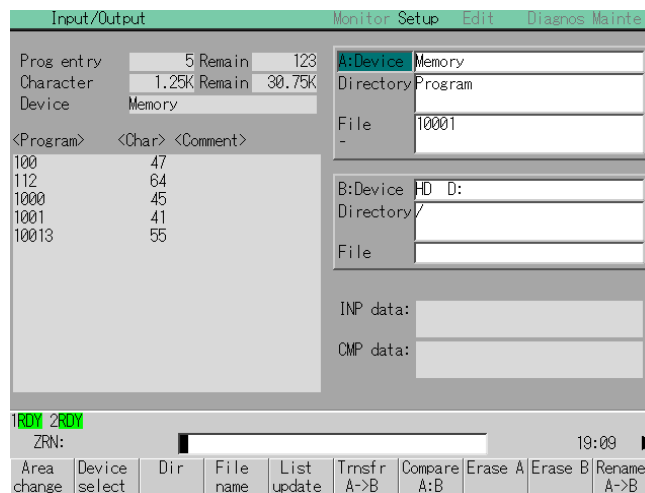 Input/Output Monitor Setup Edit Diagnos Mainte
Prog entry 5 Remain 123
Character 1.25K Remain 30.75K
Device Memory
<Program> <Char> <Comment>
100 47
112 64
1000 45
1001 41
10013 55
A:Device Memory
Directory Program
File 10001
-
B:Device HD D:
Directory /
File
INP data:
CMP data:
1RDY 2RDY
ZRN: 19:09
Area change
Device select
Dir
File name
List update
Trnsfr A->B
Compare A:B
Erase A
Erase B
Rename A->B